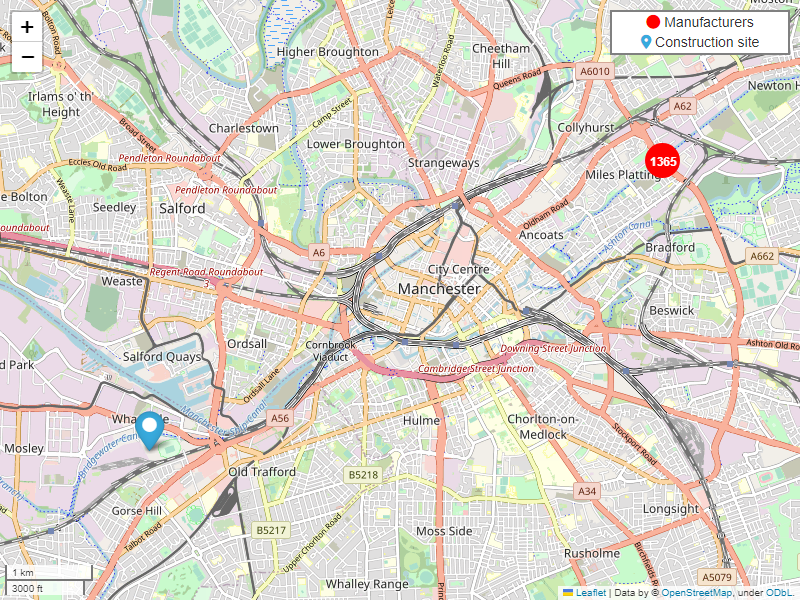 +
−
Manufacturers
Construction site
Bolton Road
Higher Broughton
Waterloo Road
Cheetham
Hill
Queens Road
A6010
Moston
Irlams o' th'
Height
A62
Newton H
Broad Street
Charlestown
Camp Street
Collyhurst
Lower Broughton
Pendleton Roundabout
Eccles Old Road
Strangeways
1365
Miles Platting
Pendleton Roundabout
Weaste Lane
e Bolton
Seedley
Salford
Oldham Road
Ancoats
Ashton Canal
Bradford
Roundabout
A6
A662
Regent Road Roundabout
3
City Centre
Weaste
Manchester
Beswick
Ordsall
Cornbrook
Viaduct
Ashton Old Road
Downing Street Junction
Salford Quays
Cambridge Street Junction
d Park
Ordsall Lane
Manchester Ship Canal
A56
Hulme
Chorlton-on-
Medlock
Stockport Road
Mosley
Bridgewater Canal
Old Trafford
B5218
A34
Longsight
Gorse Hill
B5217
Upper Chorlton Road
Moss Side
Talbot Road
Rusholme
Birchfields Road
A5079
Whalley Range
Princ
1 km
3000 ft
Leaflet | Data by © OpenStreetMap, under ODbL.